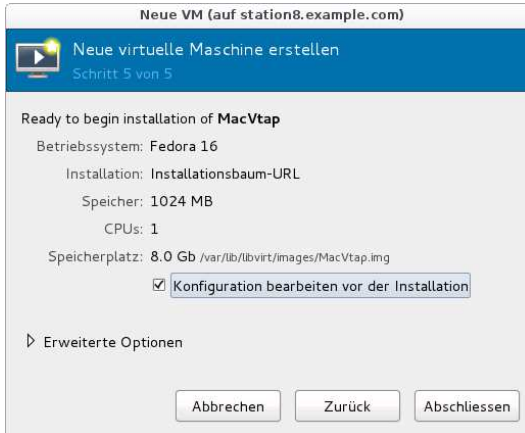 Neue VM (auf station8.example.com)
Neue virtuelle Maschine erstellen
Schritt 5 von 5
Ready to begin installation of MacVtap
Betriebssystem: Fedora 16
Installation: Installationsbaum-URL
Speicher: 1024 MB
CPUs: 1
Speicherplatz: 8.0 Gb /var/lib/libvirt/images/MacVtap.img
Konfiguration bearbeiten vor der Installation
Erweiterte Optionen
Abbrechen Zurück Abschliessen